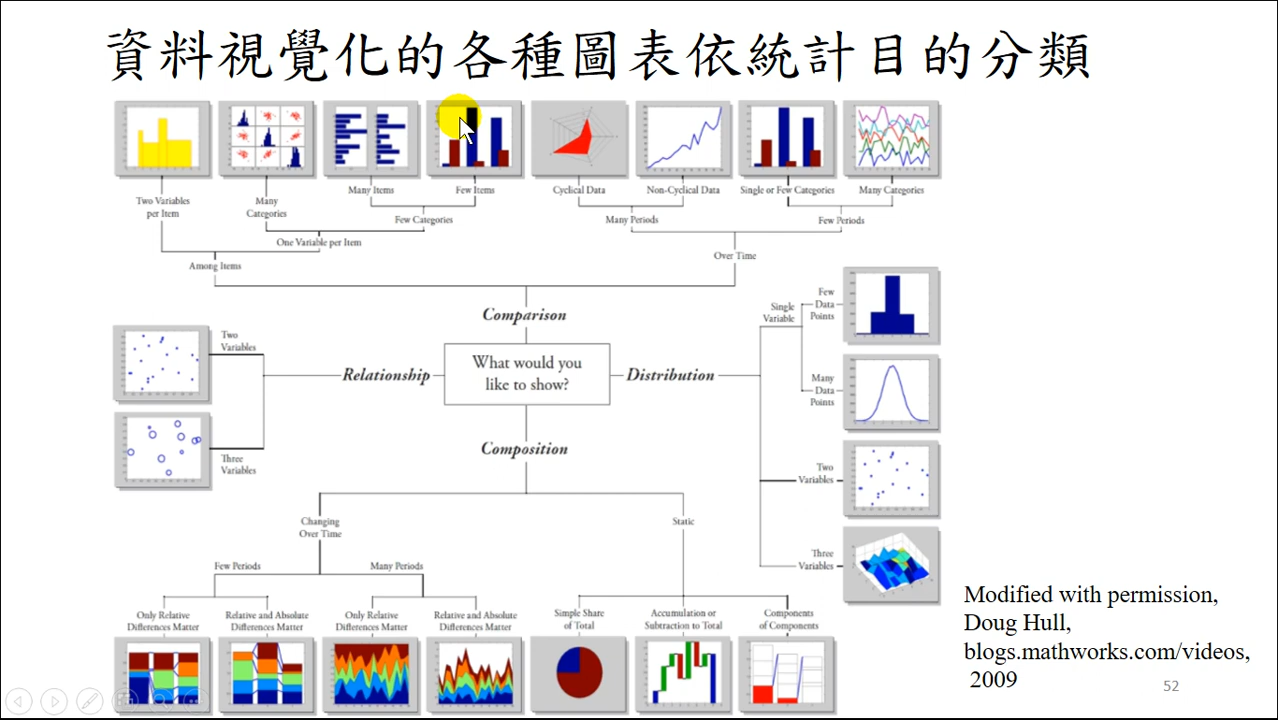 資料視覺化的各種圖表依統計目的分類
Two Variables
per Item
Many
Categories
Many Items
Few Items
Cyclical Data
Non-Cyclical Data
Single or Few Categories
Many Categories
Few Categories
Many Periods
Few Periods
One Variable per Item
Among Items
Over Time
Comparison
What would you
like to show?
Relationship
Two
Variables
Three
Variables
Distribution
Single
Variable
Few
Data
Points
Many
Data
Points
Two
Variables
Three
Variables
Composition
Changing
Over Time
Static
Few Periods
Many Periods
Only Relative
Differences Matter
Relative and Absolute
Differences Matter
Only Relative
Differences Matter
Relative and Absolute
Differences Matter
Simple Share
of Total
Accumulation or
Subtraction to Total
Components
of Components
Modified with permission,
Doug Hull,
blogs.mathworks.com/videos,
2009
52